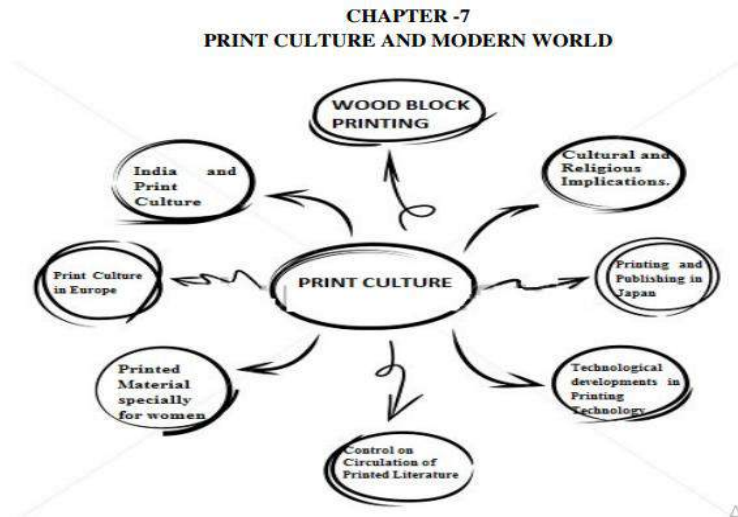 CHAPTER -7
PRINT CULTURE AND MODERN WORLD
WOOD BLOCK
PRINTING
India and
Print
Culture
Cultural and
Religious
Implications.
Print Culture
in Europe
PRINT CULTURE
Printing and
Publishing in
Japan
Printed
Material
specially
for women
Technological
developments in
Printing
Technology
Control on
Circulation of
Printed Literature